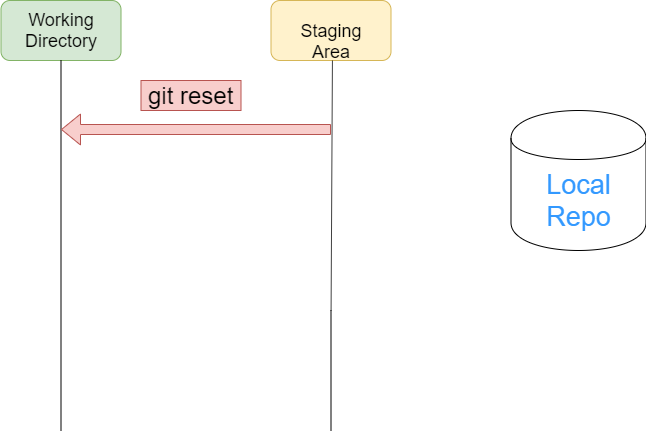 Working
Directory
Staging
Area
git reset
Local
Repo